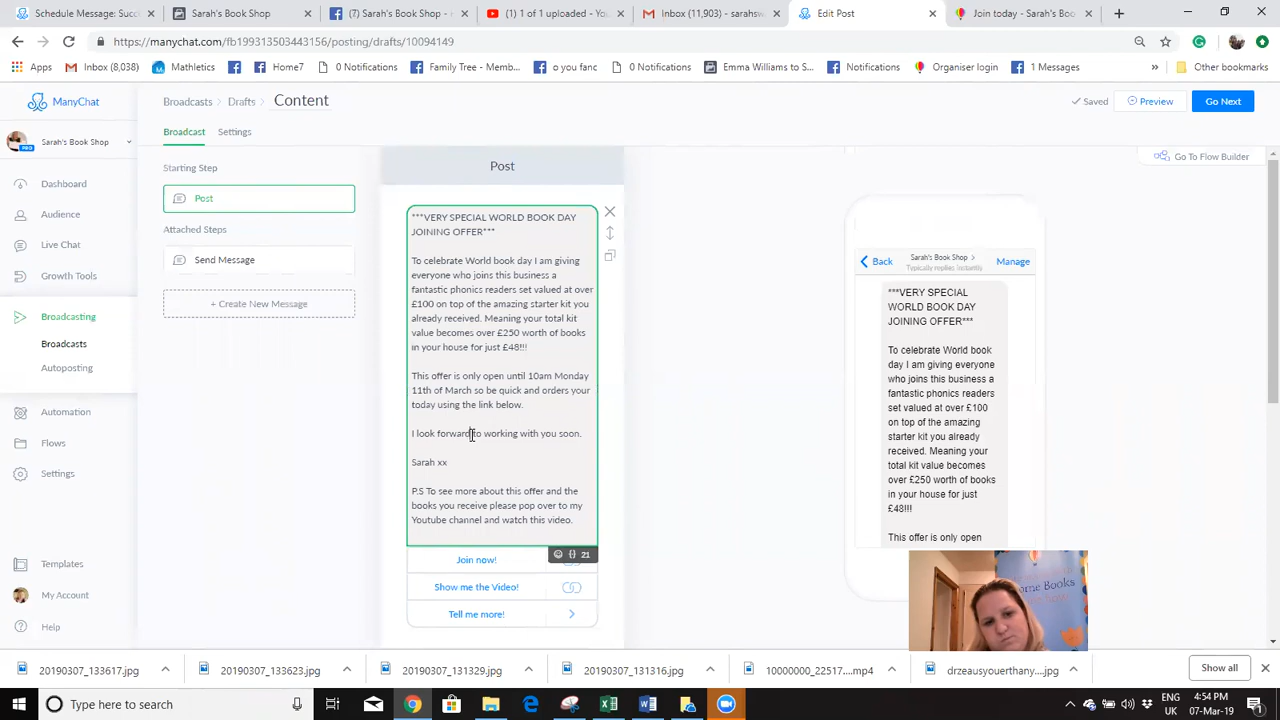 Schedule Message: Succ
Sarah's Book Shop
(7) Sarah's Book Shop -
(1) 1 of 1 uploaded - You
Inbox (11,903) - sarahsw
Edit Post
Join today - Sarah's Boo
https://manychat.com/fb199313503443156/posting/drafts/10094149
Apps
Inbox (8,038)
Mathletics
0 Notifications
Home7
Family Tree - Memb...
o you fanc
0 Notifications
Emma Williams to S
Notifications
Organiser login
1 Messages
»
Other bookmarks
ManyChat
Broadcasts
Drafts
Content
Saved
Preview
Go Next
Broadcast
Settings
Sarah's Book Shop
PRO
Go To Flow Builder
Starting Step
Post
Attached Steps
Send Message
+ Create New Message
Dashboard
Audience
Live Chat
Growth Tools
Broadcasting
Broadcasts
Autoposting
Automation
Flows
Settings
Templates
My Account
Help
Post
***VERY SPECIAL WORLD BOOK DAY
JOINING OFFER***
To celebrate World book day I am giving
everyone who joins this business a
fantastic phonics readers set valued at over
£100 on top of the amazing starter kit you
already received. Meaning your total kit
value becomes over £250 worth of books
in your house for just £48!!!
This offer is only open until 10am Monday
11th of March so be quick and orders your
today using the link below.
I look forward to working with you soon.
Sarah xx
P.S To see more about this offer and the
books you receive please pop over to my
Youtube channel and watch this video.
21
Join now!
Show me the Video!
Tell me more!
Back
Sarah's Book Shop
Typically replies instantly
Manage
***VERY SPECIAL
WORLD BOOK DAY
JOINING OFFER***
To celebrate World book
day I am giving everyone
who joins this business a
fantastic phonics readers
set valued at over £100
on top of the amazing
starter kit you already
received. Meaning your
total kit value becomes
over £250 worth of books
in your house for just
£48!!!
This offer is only open
ome Books
20190307_133617.jpg
20190307_133623.jpg
20190307_131329.jpg
20190307_131316.jpg
10000000_22517....mp4
drzeausyouerthany....jpg
Show all
Type here to search
ENG
UK
4:54 PM
07-Mar-19